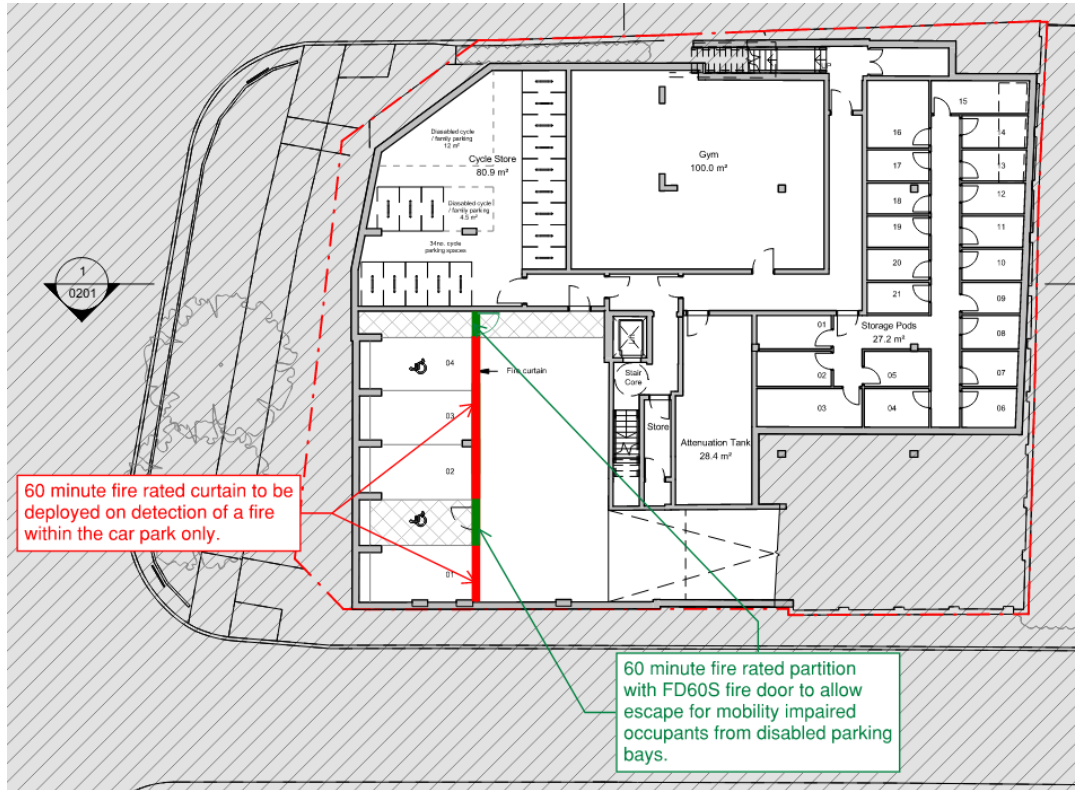 15
16
14
Diasabled cycle
/ family parking
12 m²
Cycle Store
80.9 m²
Gym
100.0 m²
17
13
18
12
Diasabled cycle
/ family parking
4.5 m²
19
11
34no. cycle
parking spaces
20
10
1
0201
21
09
01
Storage Pods
27.2 m²
08
04
Fire curtain
Stair
Core
02
05
07
03
03
04
06
Store
Attenuation Tank
28.4 m²
02
60 minute fire rated curtain to be
deployed on detection of a fire
within the car park only.
01
60 minute fire rated partition
with FD60S fire door to allow
escape for mobility impaired
occupants from disabled parking
bays.